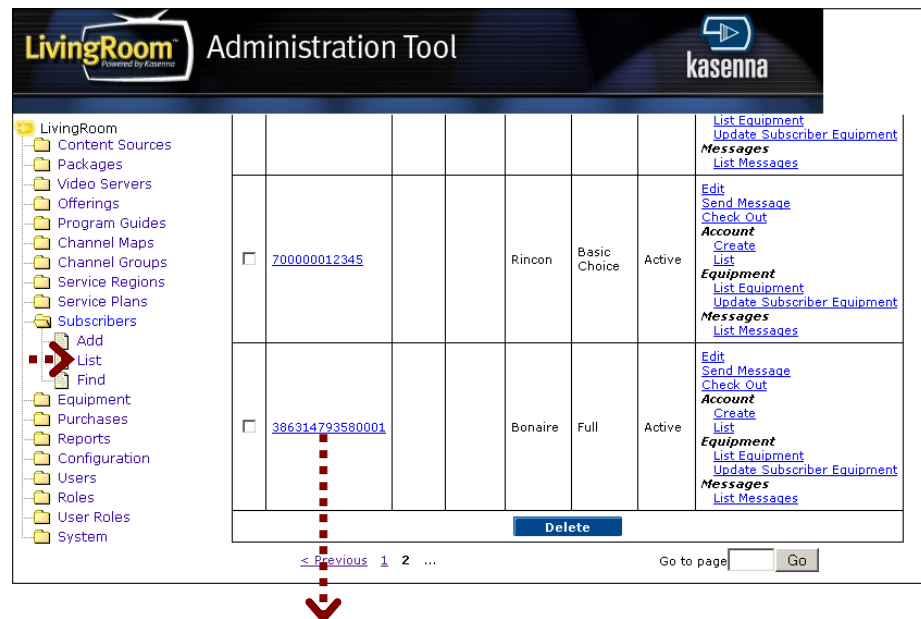 LivingRoom™ Administration Tool
Powered by Kasenna
kasenna
LivingRoom
Content Sources
Packages
Video Servers
Offerings
Program Guides
Channel Maps
Channel Groups
Service Regions
Service Plans
Subscribers
Add
List
Find
Equipment
Purchases
Reports
Configuration
Users
Roles
User Roles
System
List Equipment
Update Subscriber Equipment
Messages
List Messages
700000012345
Rincon
Basic
Choice
Active
Edit
Send Message
Check Out
Account
Create
List
Equipment
List Equipment
Update Subscriber Equipment
Messages
List Messages
386314793580001
Bonaire
Full
Active
Edit
Send Message
Check Out
Account
Create
List
Equipment
List Equipment
Update Subscriber Equipment
Messages
List Messages
Delete
< Previous 1 2 ...
Go to page Go